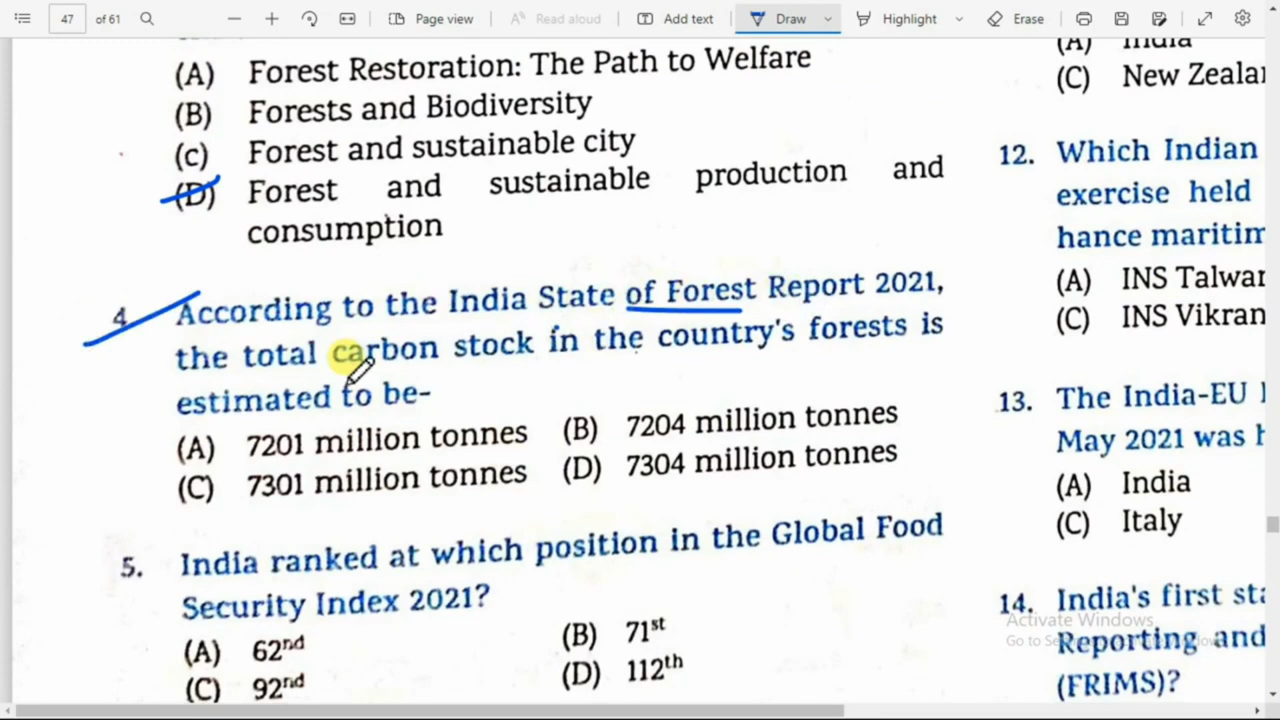 47 of 61 Page view Read aloud Add text Draw Highlight Erase
(A) Forest Restoration: The Path to Welfare
(B) Forests and Biodiversity
(c) Forest and sustainable city
(D) Forest and sustainable production and
consumption
4 According to the India State of Forest Report 2021,
the total carbon stock in the country's forests is
estimated to be-
(A) 7201 million tonnes (B) 7204 million tonnes
(C) 7301 million tonnes (D) 7304 million tonnes
5. India ranked at which position in the Global Food
Security Index 2021?
(A) 62nd (B) 71st
(C) 92nd (D) 112th
(A) India
(C) New Zealan
12. Which Indian
exercise held
hance maritim
(A) INS Talwar
(C) INS Vikran
13. The India-EU
May 2021 was h
(A) India
(C) Italy
14. India's first sta
Activate Windows
Reporting and
(FRIMS)?